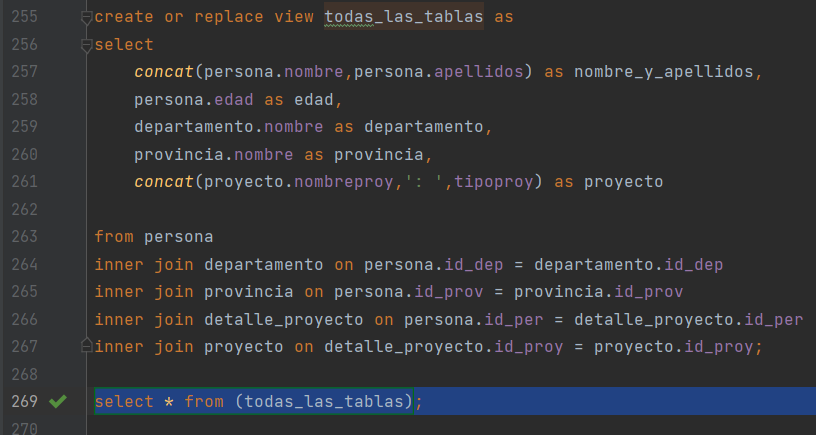 255 create or replace view todas_las_tablas as
256 select
257     concat(persona.nombre,persona.apellidos) as nombre_y_apellidos,
258     persona.edad as edad,
259     departamento.nombre as departamento,
260     provincia.nombre as provincia,
261     concat(proyecto.nombreproy,': ',tipoproy) as proyecto
262
263 from persona
264 inner join departamento on persona.id_dep = departamento.id_dep
265 inner join provincia on persona.id_prov = provincia.id_prov
266 inner join detalle_proyecto on persona.id_per = detalle_proyecto.id_per
267 inner join proyecto on detalle_proyecto.id_proy = proyecto.id_proy;
268
269 select * from (todas_las_tablas);
270